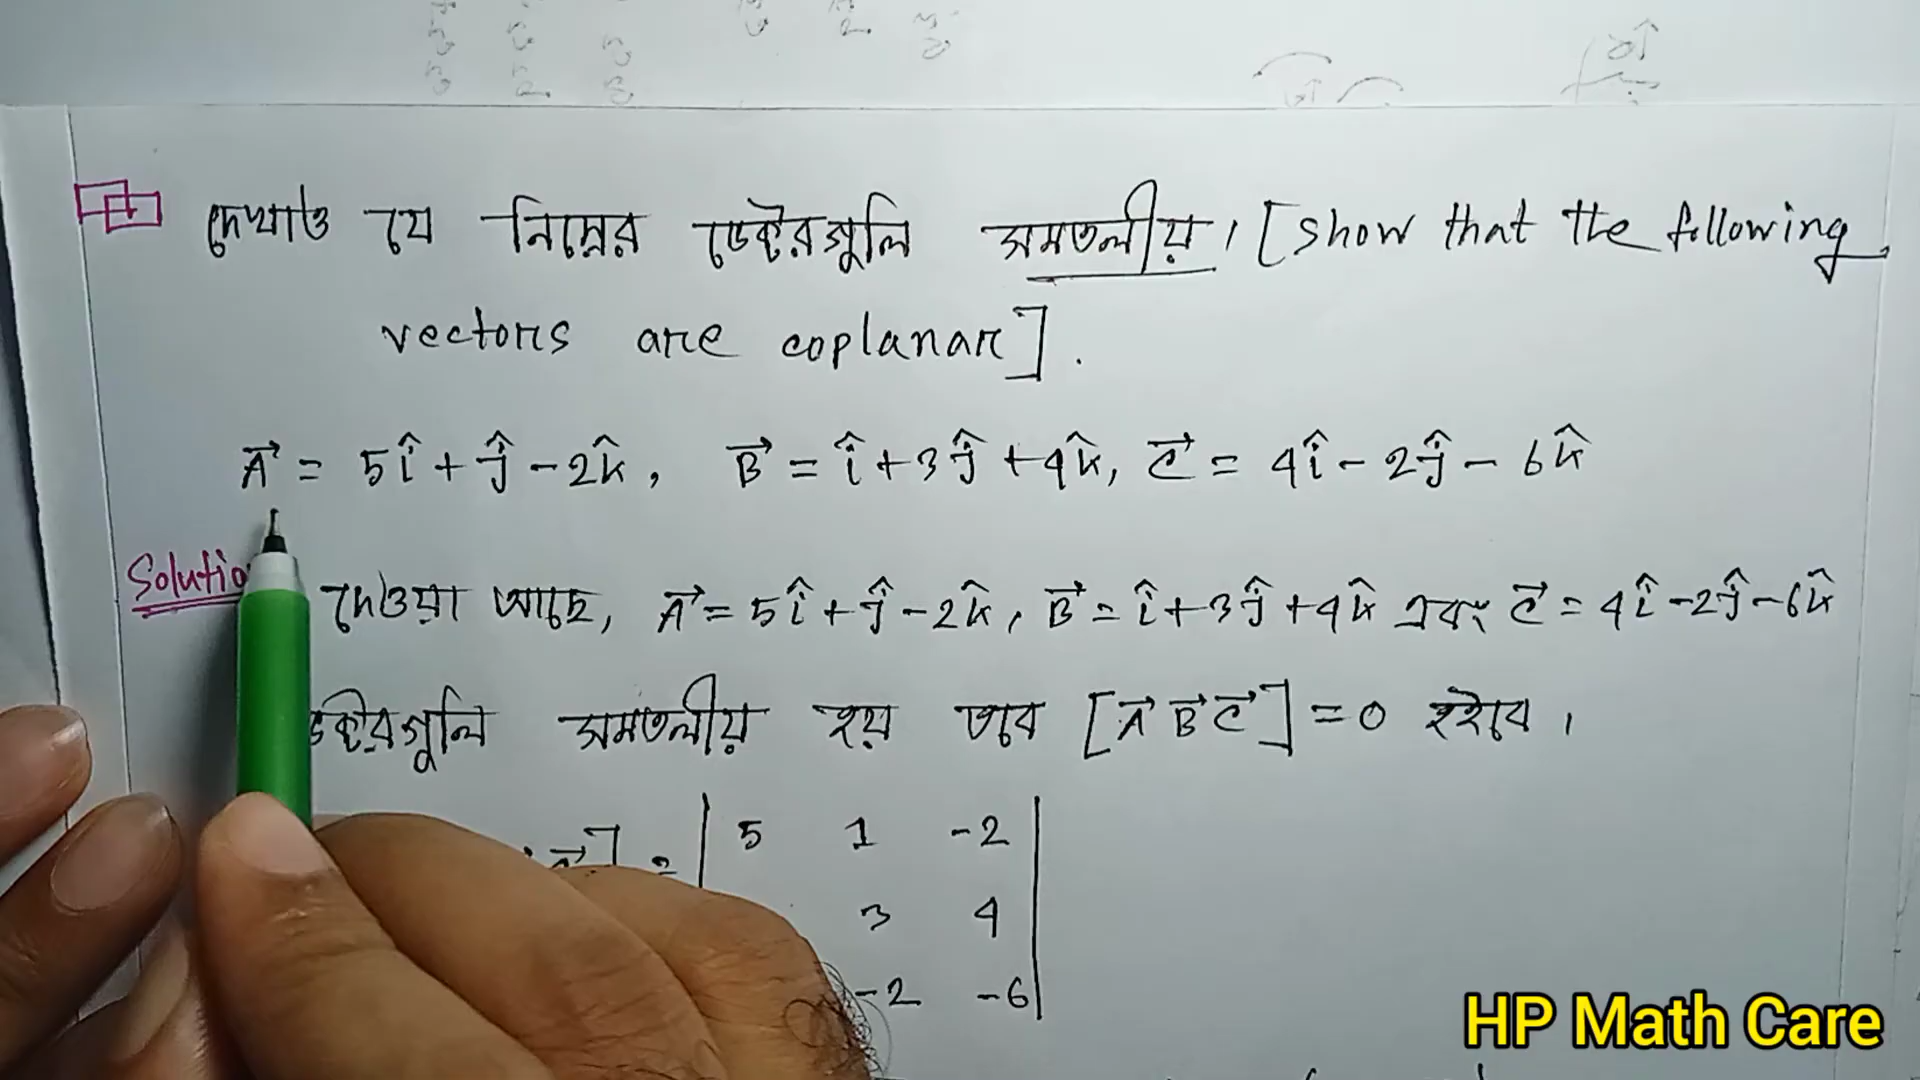 দেখাও যে নিম্নের ভেক্টরগুলি সমতলীয়। [show that the following
vectors are coplanar].
A⃗ = 5î + ĵ - 2k̂, B⃗ = î + 3ĵ + 4k̂, C⃗ = 4î - 2ĵ - 6k̂
দেওয়া আছে, A⃗ = 5î + ĵ - 2k̂, B⃗ = î + 3ĵ + 4k̂ এবং C⃗ = 4î - 2ĵ - 6k̂
সমতলীয় হয় তবে [A⃗ B⃗ C⃗] = 0 হইবে।
5 1 -2
3 4
-2 -6
HP Math Care